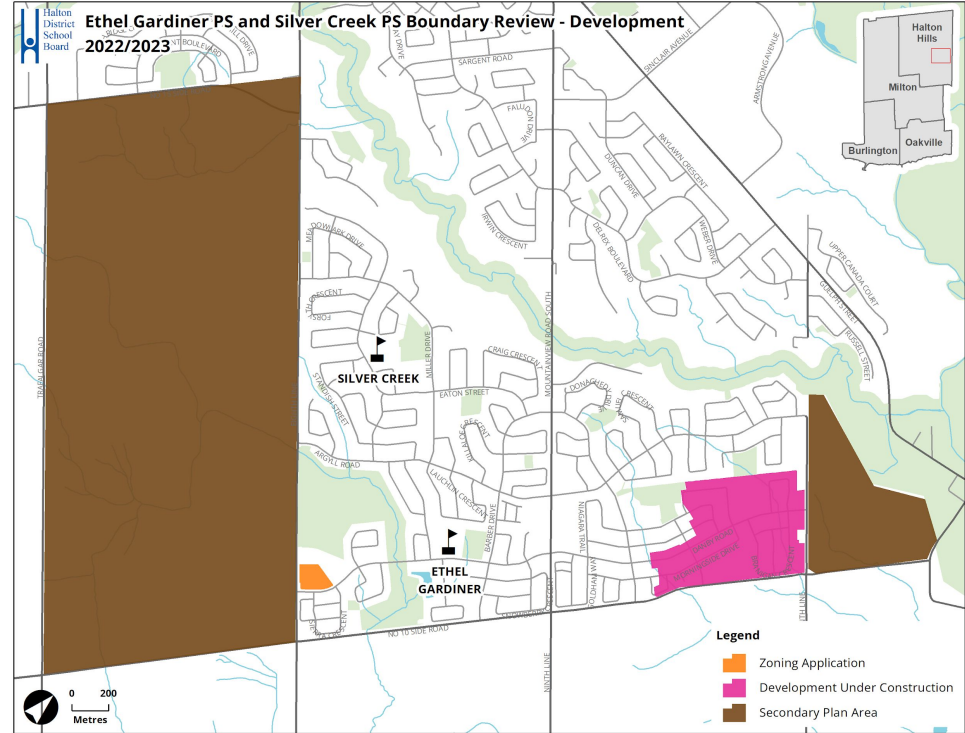 Halton
District
School
Board
Ethel Gardiner PS and Silver Creek PS Boundary Review - Development
2022/2023
SARGENT ROAD
SINCLAIR AVENUE
ARMSTRONG AVENUE
Halton
Hills
Milton
Oakville
Burlington
RAYLAWN CRESCENT
DUNCAN DRIVE
IRWIN CRESCENT
DELREX BOULEVARD
WEBER DRIVE
UPPER CANADA COURT
GUELPH STREET
RUSSELL STREET
TRAFALGAR ROAD
MILLER DRIVE
MOUNTAINVIEW ROAD SOUTH
SILVER CREEK
CRAIG CRESCENT
EATON STREET
STANDISH STREET
ARGYLL ROAD
LAUCHLIN CRESCENT
BARBER DRIVE
NIAGARA TRAIL
ETHEL
GARDINER
NO 10 SIDE ROAD
NINTH LINE
Legend
Zoning Application
Development Under Construction
Secondary Plan Area
0 200
Metres